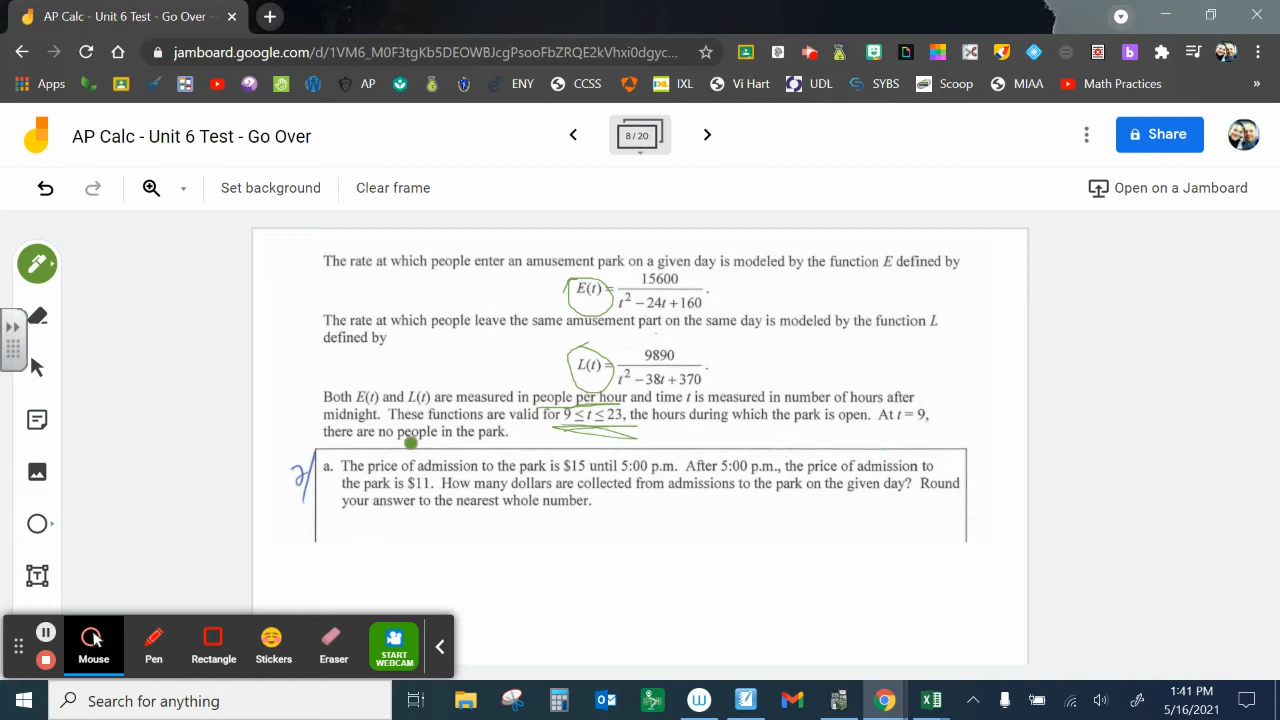 AP Calc - Unit 6 Test - Go Over -
jamboard.google.com/d/1VM6_M0F3tgKb5DEOWBJcgP3ooFbZRQE2kVhxi0dgyc...
Apps
AP
ENY
CCSS
IXL
Vi Hart
UDL
SYBS
Scoop
MIAA
Math Practices
»
AP Calc - Unit 6 Test - Go Over
8 / 20
Share
Set background
Clear frame
Open on a Jamboard
The rate at which people enter an amusement park on a given day is modeled by the function E defined by
E(t) = 15600 / (t² − 24t + 160) .
The rate at which people leave the same amusement part on the same day is modeled by the function L
defined by
L(t) = 9890 / (t² − 38t + 370) .
Both E(t) and L(t) are measured in people per hour and time t is measured in number of hours after
midnight. These functions are valid for 9 ≤ t ≤ 23, the hours during which the park is open. At t = 9,
there are no people in the park.
a. The price of admission to the park is $15 until 5:00 p.m. After 5:00 p.m., the price of admission to
the park is $11. How many dollars are collected from admissions to the park on the given day? Round
your answer to the nearest whole number.
Mouse
Pen
Rectangle
Stickers
Eraser
START
WEBCAM
Search for anything
1:41 PM
5/16/2021